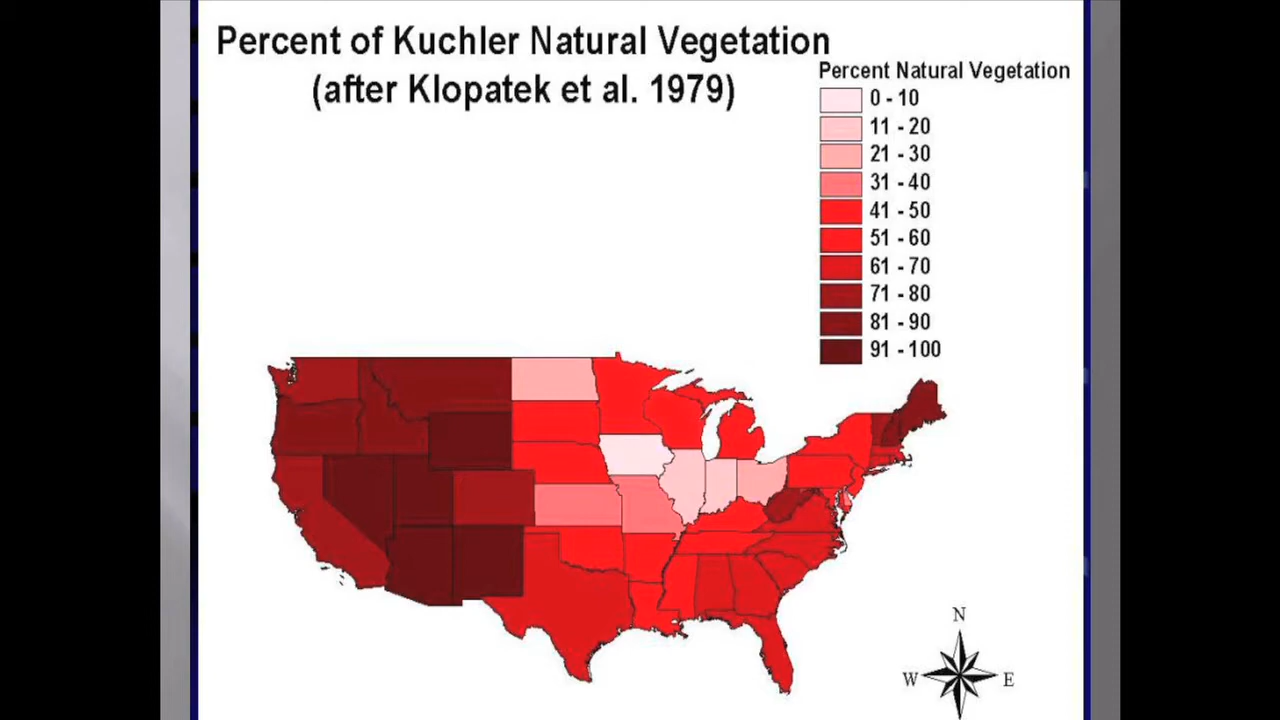 Percent of Kuchler Natural Vegetation
(after Klopatek et al. 1979)
Percent Natural Vegetation
0 - 10
11 - 20
21 - 30
31 - 40
41 - 50
51 - 60
61 - 70
71 - 80
81 - 90
91 - 100
N
W E